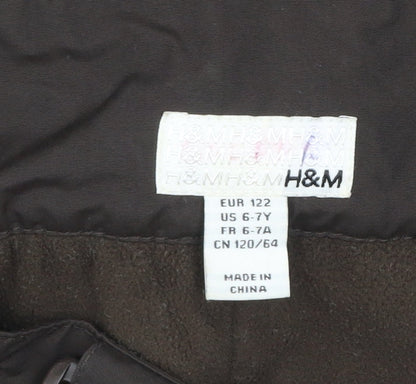 H&MH&MH&M
H&MH&MH&M
H&MH&MH&M
EUR 122
US 6-7Y
FR 6-7A
CN 120/64
MADE IN
CHINA